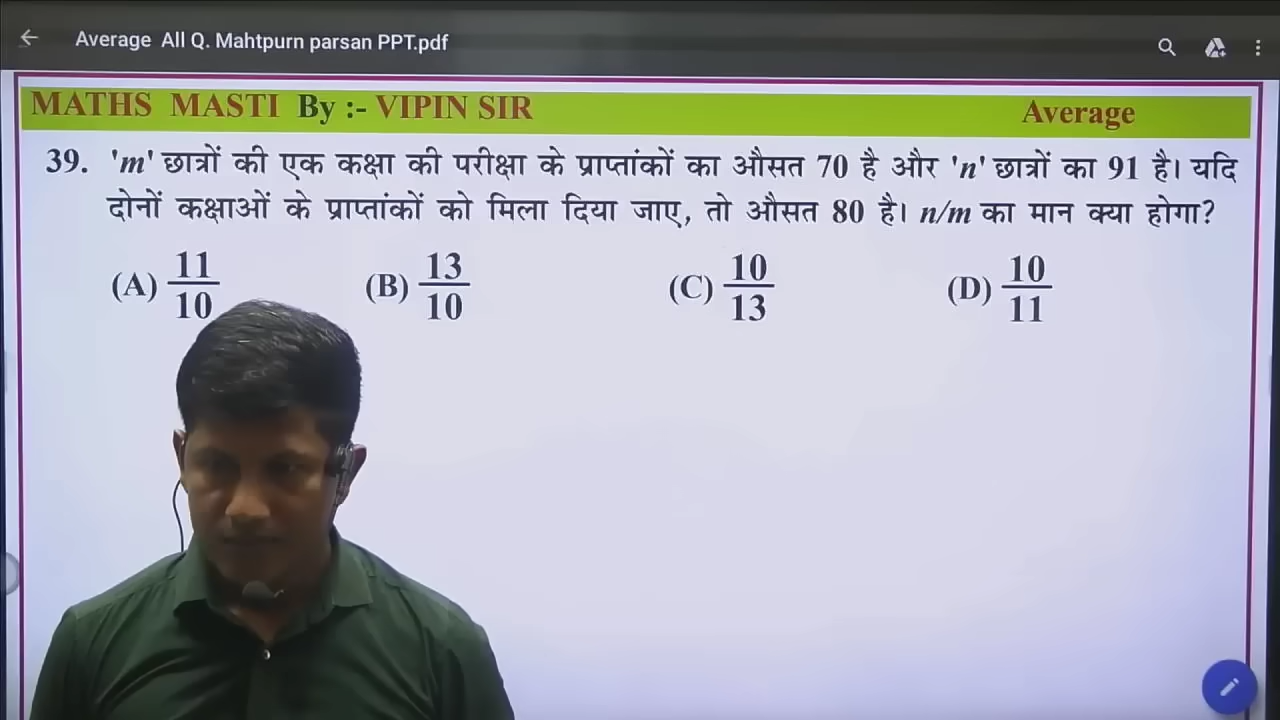 Average All Q. Mahtpurn parsan PPT.pdf
MATHS MASTI By :- VIPIN SIR Average
39. 'm' छात्रों की एक कक्षा की परीक्षा के प्राप्तांकों का औसत 70 है और 'n' छात्रों का 91 है। यदि
दोनों कक्षाओं के प्राप्तांकों को मिला दिया जाए, तो औसत 80 है। n/m का मान क्या होगा?
(A) 11/10 (B) 13/10 (C) 10/13 (D) 10/11